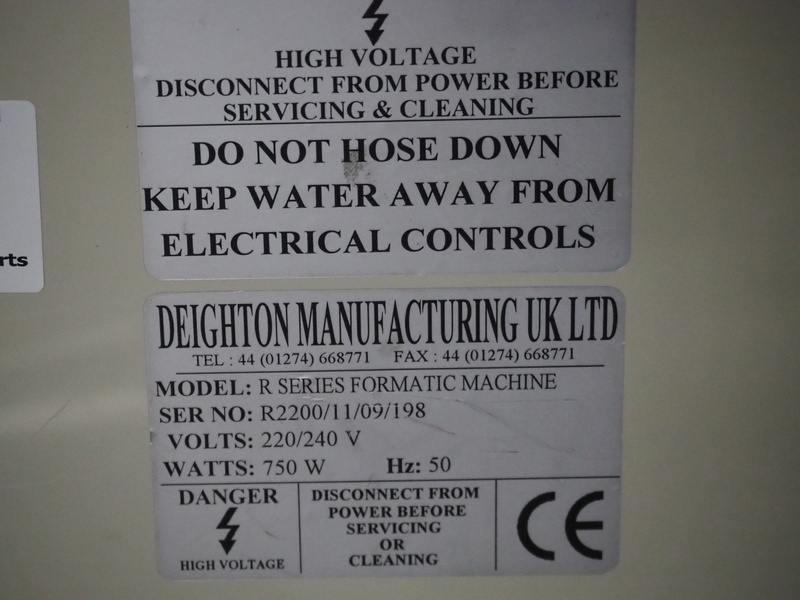 HIGH VOLTAGE
DISCONNECT FROM POWER BEFORE
SERVICING & CLEANING
DO NOT HOSE DOWN
KEEP WATER AWAY FROM
ELECTRICAL CONTROLS
rts
DEIGHTON MANUFACTURING UK LTD
TEL : 44 (01274) 668771 FAX : 44 (01274) 668771
MODEL: R SERIES FORMATIC MACHINE
SER NO: R2200/11/09/198
VOLTS: 220/240 V
WATTS: 750 W Hz: 50
DANGER
HIGH VOLTAGE
DISCONNECT FROM
POWER BEFORE
SERVICING
OR
CLEANING
CE